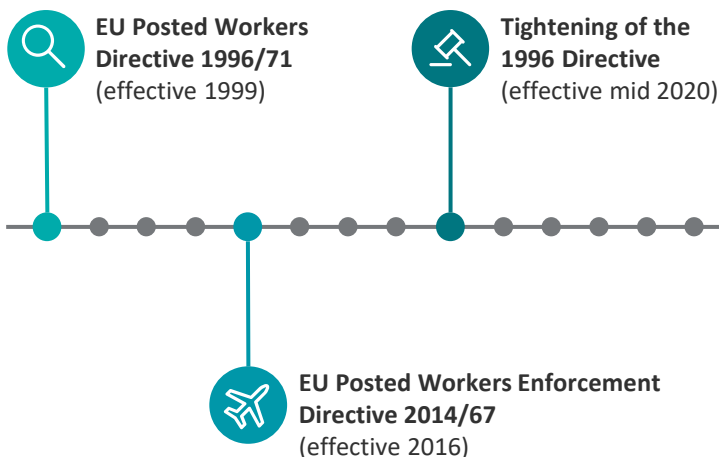 EU Posted Workers
Directive 1996/71
(effective 1999)
Tightening of the
1996 Directive
(effective mid 2020)
EU Posted Workers Enforcement
Directive 2014/67
(effective 2016)